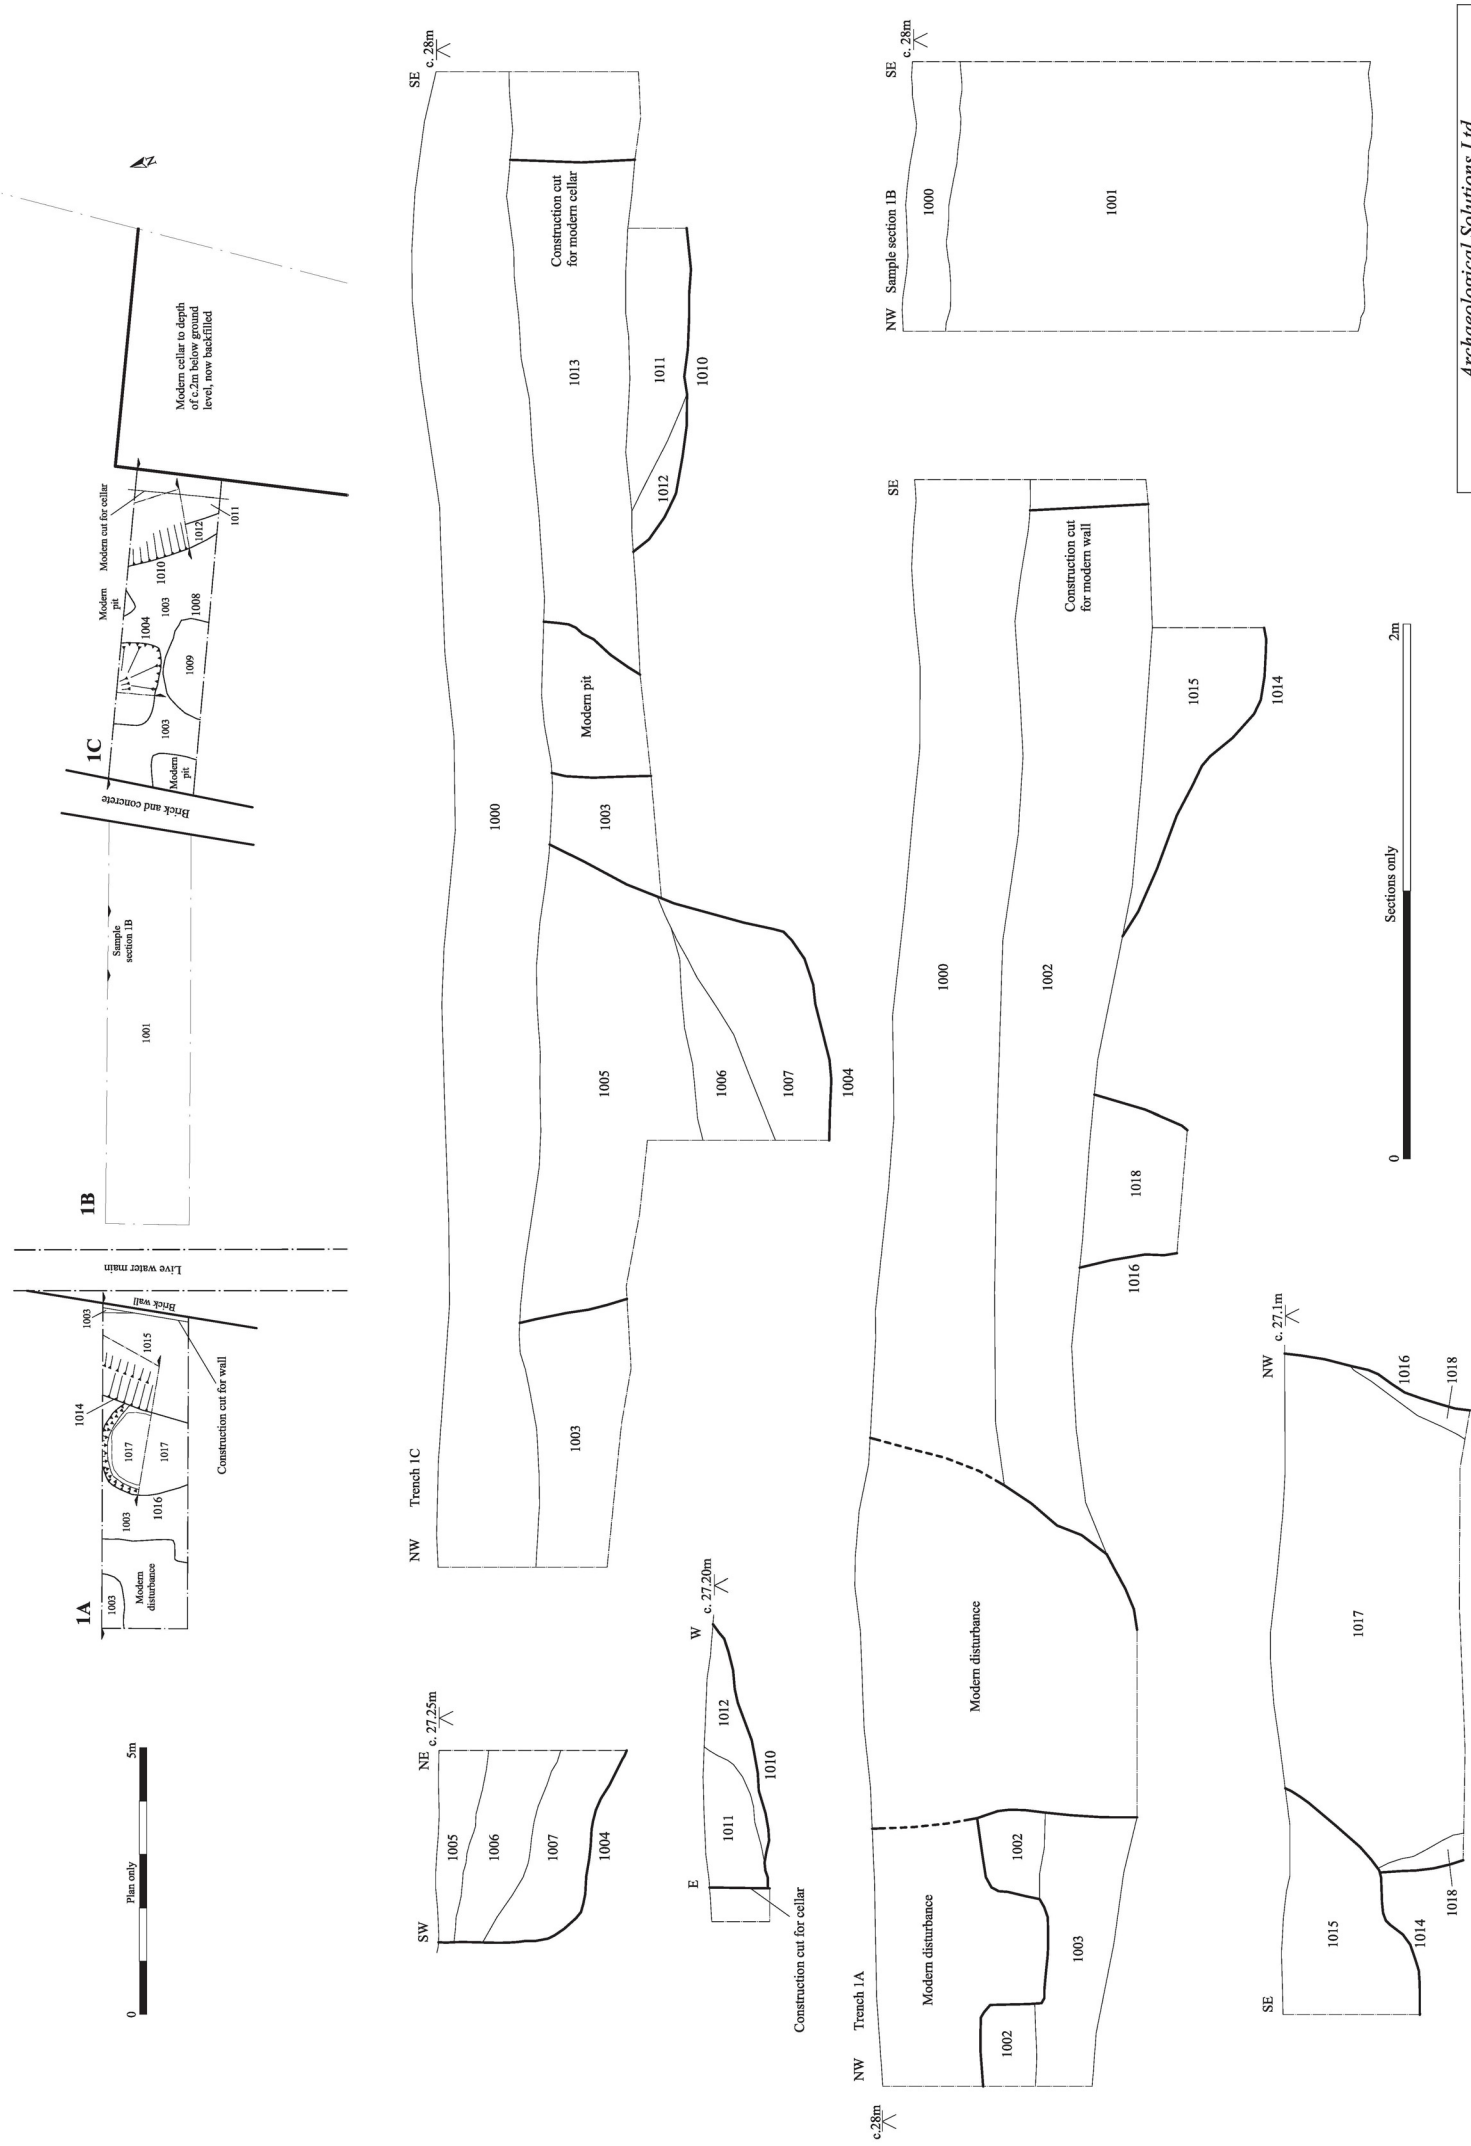 1A
1003
Modern
disturbance
1003
1016
1017
1017
1014
1015
1003
Brick wall
Construction cut for wall
Live water main
1B
1001
Sample
section 1B
Brick and concrete
1C
Modern
pit
1003
1004
1009
1008
Modern
pit
1003
1010
1012
1011
Modern cut for cellar
Modern cellar to depth
of c.2m below ground
level, now backfilled
N
0
Plan only
5m
NW
Trench 1C
SE
c. 28m
1000
1003
1005
1006
1007
1004
1003
Modern pit
1013
Construction cut
for modern cellar
1012
1011
1010
SW
NE
c. 27.25m
1005
1006
1007
1004
E
W
c. 27.20m
1011
1012
1010
Construction cut for cellar
NW
Trench 1A
SE
c.28m
Modern disturbance
Modern disturbance
1002
1002
1003
1000
1002
1016
1018
1015
1014
Construction cut
for modern wall
NW
Sample section 1B
SE
c. 28m
1000
1001
0
Sections only
2m
SE
NW
c. 27.1m
1015
1014
1018
1017
1016
1018
Archaeological Solutions Ltd